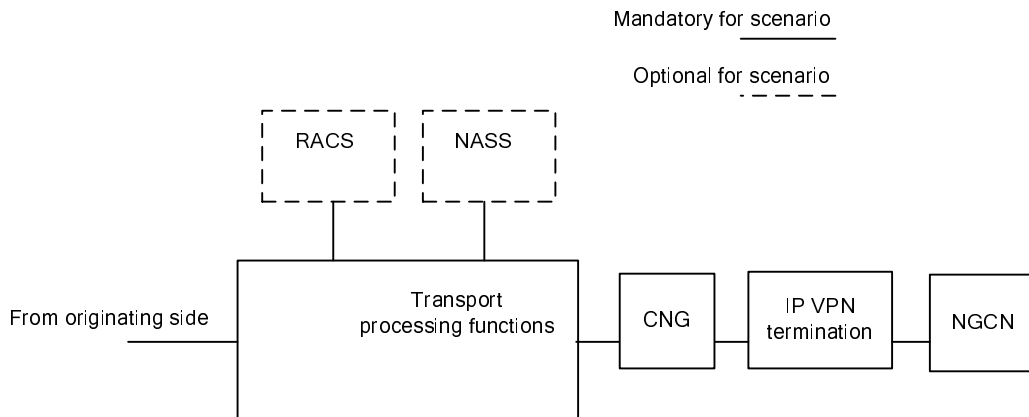 Mandatory for scenario
Optional for scenario
RACS
NASS
From originating side
Transport
processing functions
CNG
IP VPN
termination
NGCN